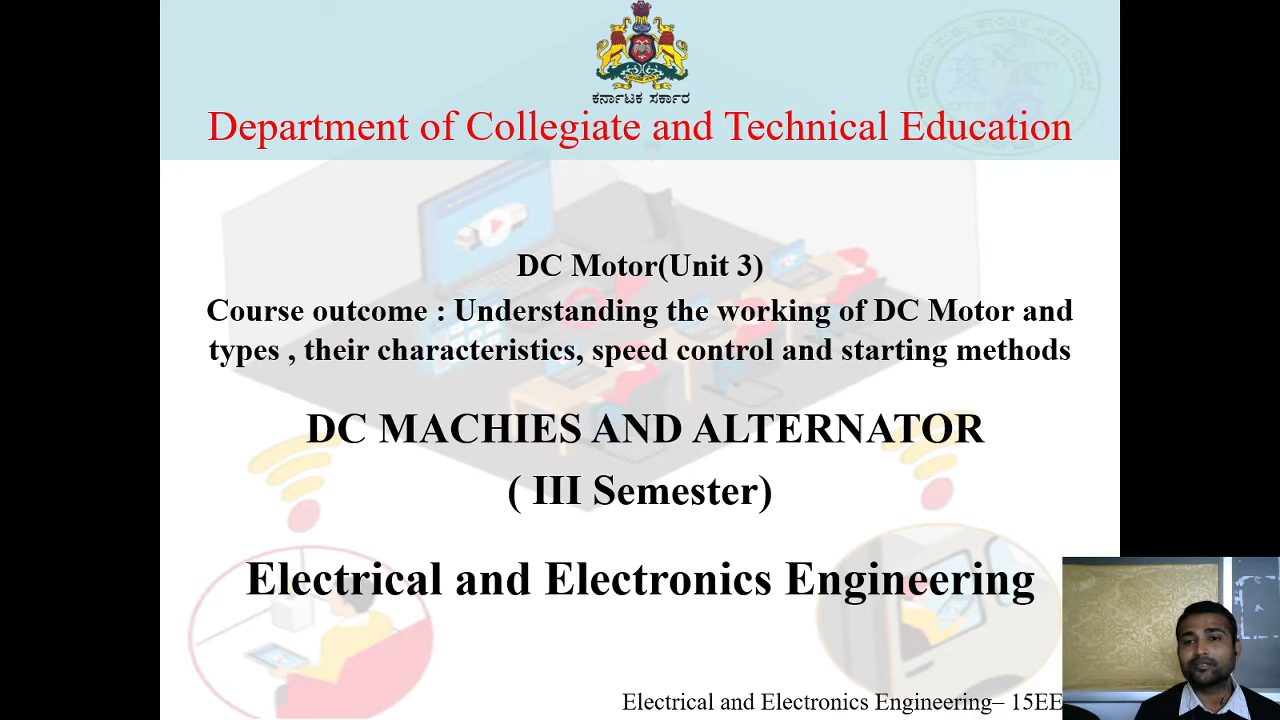 ಕರ್ನಾಟಕ ಸರ್ಕಾರ
Department of Collegiate and Technical Education
DC Motor(Unit 3)
Course outcome : Understanding the working of DC Motor and
types , their characteristics, speed control and starting methods
DC MACHIES AND ALTERNATOR
( III Semester)
Electrical and Electronics Engineering
Electrical and Electronics Engineering– 15EE